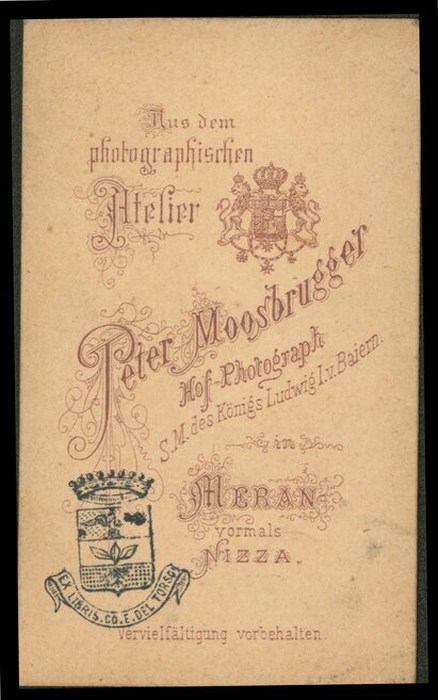 Aus dem
photographischen
Atelier
Peter Moosbrugger
Hof-Photograph
S.M. des Königs Ludwig I.v. Baiern.
in
MERAN
vormals
NIZZA.
EX LIBRIS. CO. E. DEL TORSO
Vervielfältigung vorbehalten.